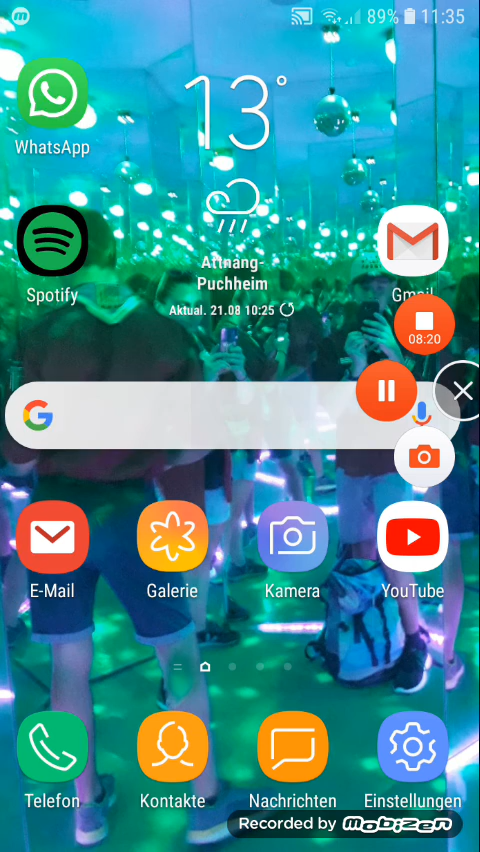 89% 11:35
WhatsApp
13°
Attnang-
Puchheim
Aktual. 21.08 10:25
Spotify
Gmail
08:20
E-Mail
Galerie
Kamera
YouTube
Telefon
Kontakte
Nachrichten
Einstellungen
Recorded by mobizen